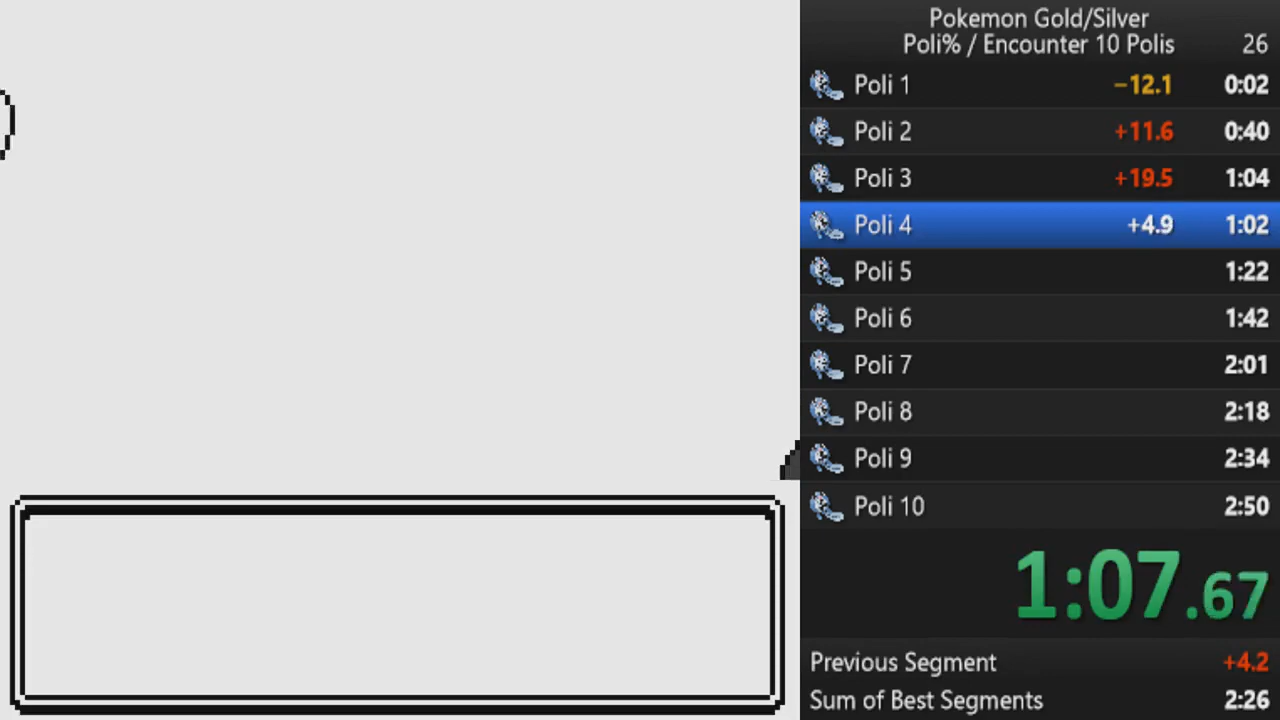 Pokemon Gold/Silver
Poli% / Encounter 10 Polis 26
Poli 1 −12.1 0:02
Poli 2 +11.6 0:40
Poli 3 +19.5 1:04
Poli 4 +4.9 1:02
Poli 5 1:22
Poli 6 1:42
Poli 7 2:01
Poli 8 2:18
Poli 9 2:34
Poli 10 2:50
1:07.67
Previous Segment +4.2
Sum of Best Segments 2:26